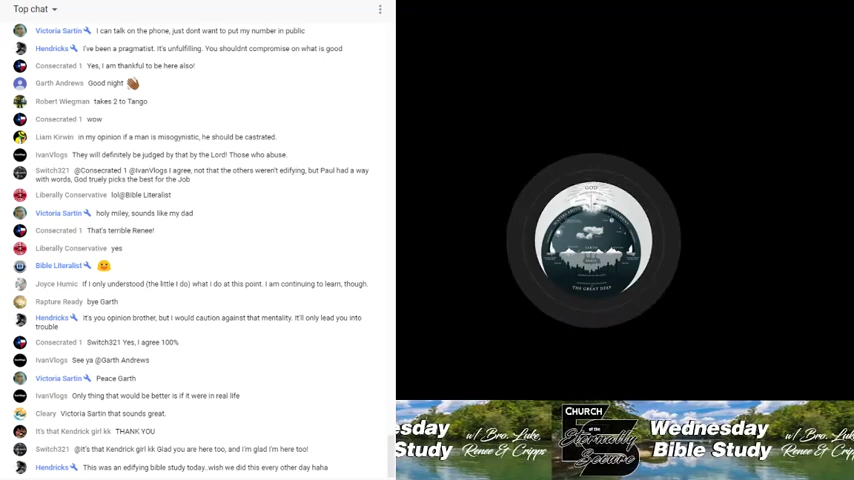 Top chat
Victoria Sartin I can talk on the phone, just dont want to put my number in public
Hendricks I've been a pragmatist. It's unfulfilling. You shouldnt compromise on what is good
Consecrated 1 Yes, I am thankful to be here also!
Garth Andrews Good night
Robert Wiegman takes 2 to Tango
Consecrated 1 wow
Liam Kirwin in my opinion if a man is misogynistic, he should be castrated.
IvanVlogs They will definitely be judged by that by the Lord! Those who abuse.
Switch321 @Consecrated 1 @IvanVlogs I agree, not that the others weren't edifying, but Paul had a way
with words, God truely picks the best for the Job
Liberally Conservative lol@Bible Literalist
Victoria Sartin holy miley, sounds like my dad
Consecrated 1 That's terrible Renee!
Liberally Conservative yes
Bible Literalist
Joyce Humic If I only understood (the little I do) what I do at this point. I am continuing to learn, though.
Rapture Ready bye Garth
Hendricks It's you opinion brother, but I would caution against that mentality. It'll only lead you into
trouble
Consecrated 1 Switch321 Yes, I agree 100%
IvanVlogs See ya @Garth Andrews
Victoria Sartin Peace Garth
IvanVlogs Only thing that would be better is if it were in real life
Cleary Victoria Sartin that sounds great.
It's that Kendrick girl kk THANK YOU
Switch321 @It's that Kendrick girl kk Glad you are here too, and I'm glad I'm here too!
Hendricks This was an edifying bible study today..wish we did this every other day haha
GOD
EARTH
THE GREAT DEEP
esday
Study
w/ Bro. Luke,
Renee & Cripps
CHURCH
of the
Eternally
Secure
Wednesday
Bible Study
w/ Bro. Luke,
Renee & Cripps